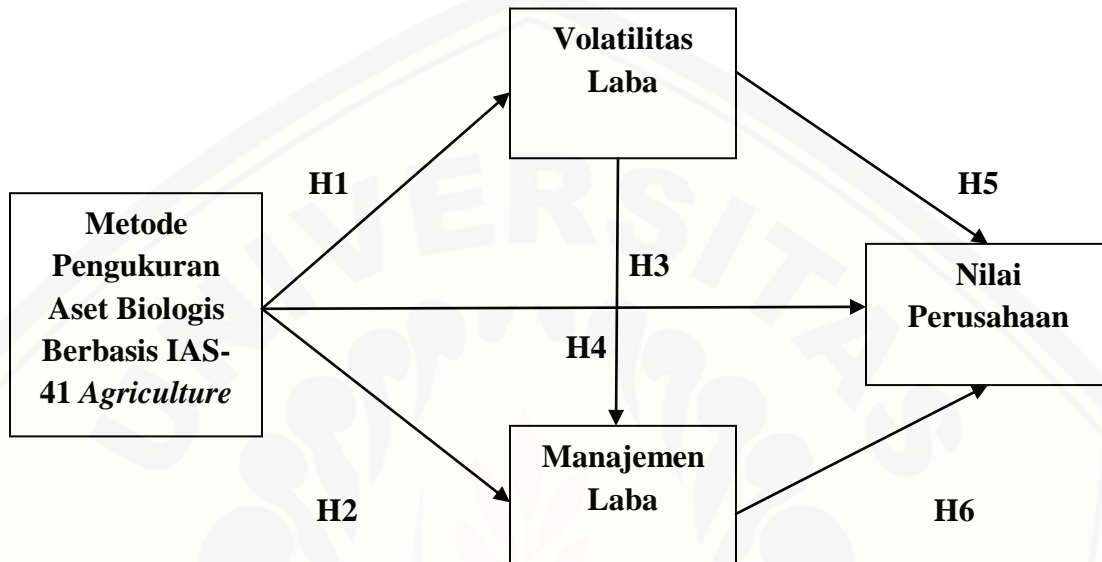 Volatilitas
Laba
H1
H5
Metode
Pengukuran
Aset Biologis
Berbasis IAS-
41 Agriculture
H3
Nilai
Perusahaan
H4
Manajemen
Laba
H2
H6
UNIVERSITAS